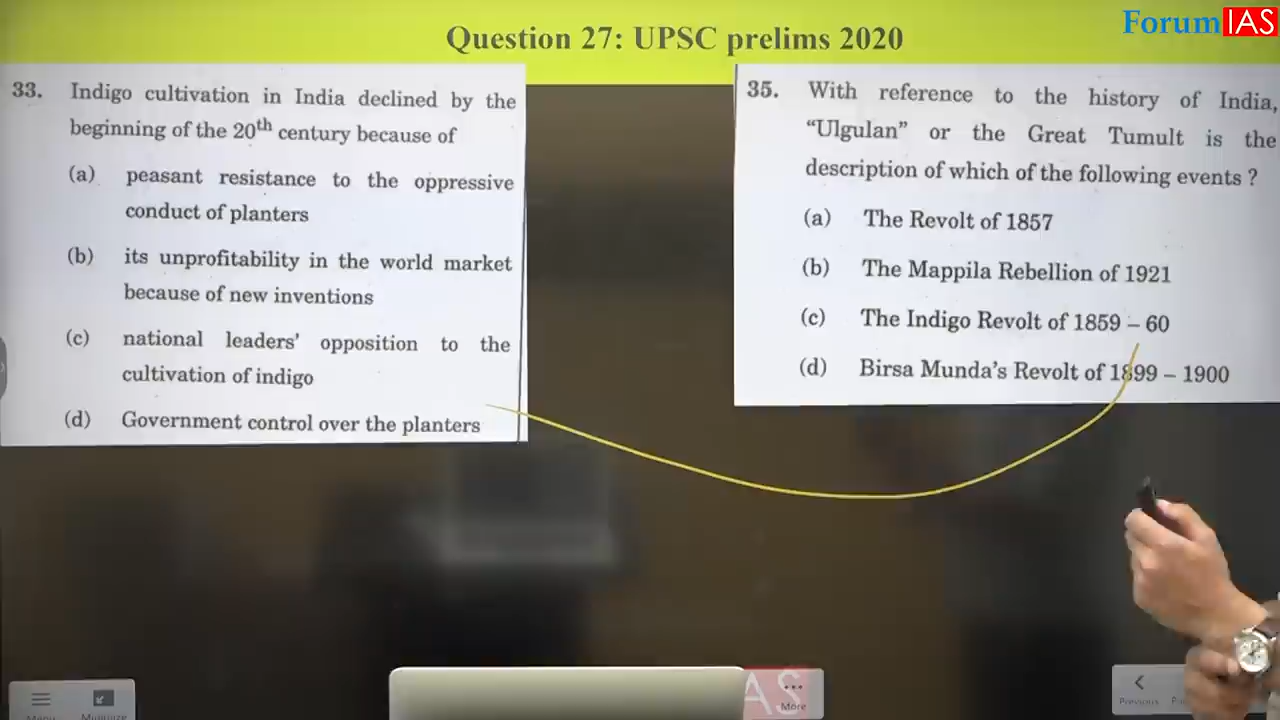 ForumIAS
Question 27: UPSC prelims 2020
33. Indigo cultivation in India declined by the
beginning of the 20th century because of
(a) peasant resistance to the oppressive
conduct of planters
(b) its unprofitability in the world market
because of new inventions
(c) national leaders' opposition to the
cultivation of indigo
(d) Government control over the planters
35. With reference to the history of India,
“Ulgulan” or the Great Tumult is the
description of which of the following events ?
(a) The Revolt of 1857
(b) The Mappila Rebellion of 1921
(c) The Indigo Revolt of 1859 – 60
(d) Birsa Munda's Revolt of 1899 – 1900
Menu
Minimize
AS
More
Previous